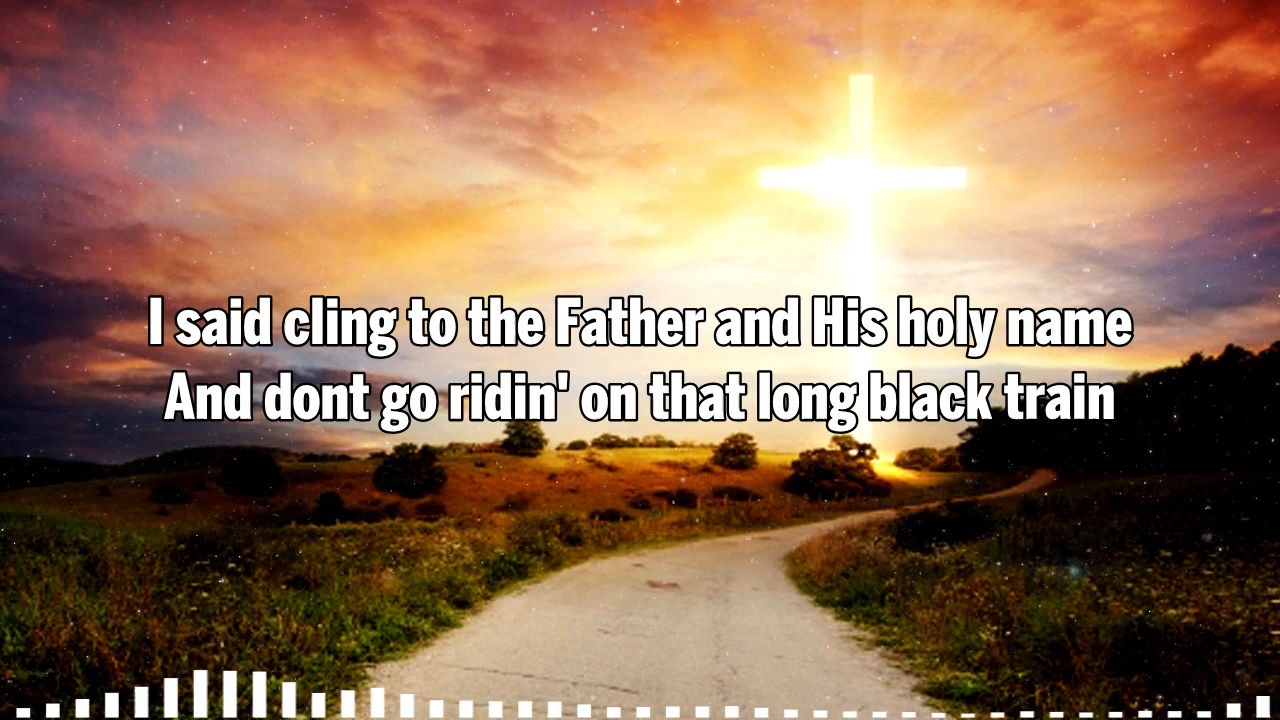 I said cling to the Father and His holy name
And dont go ridin' on that long black train